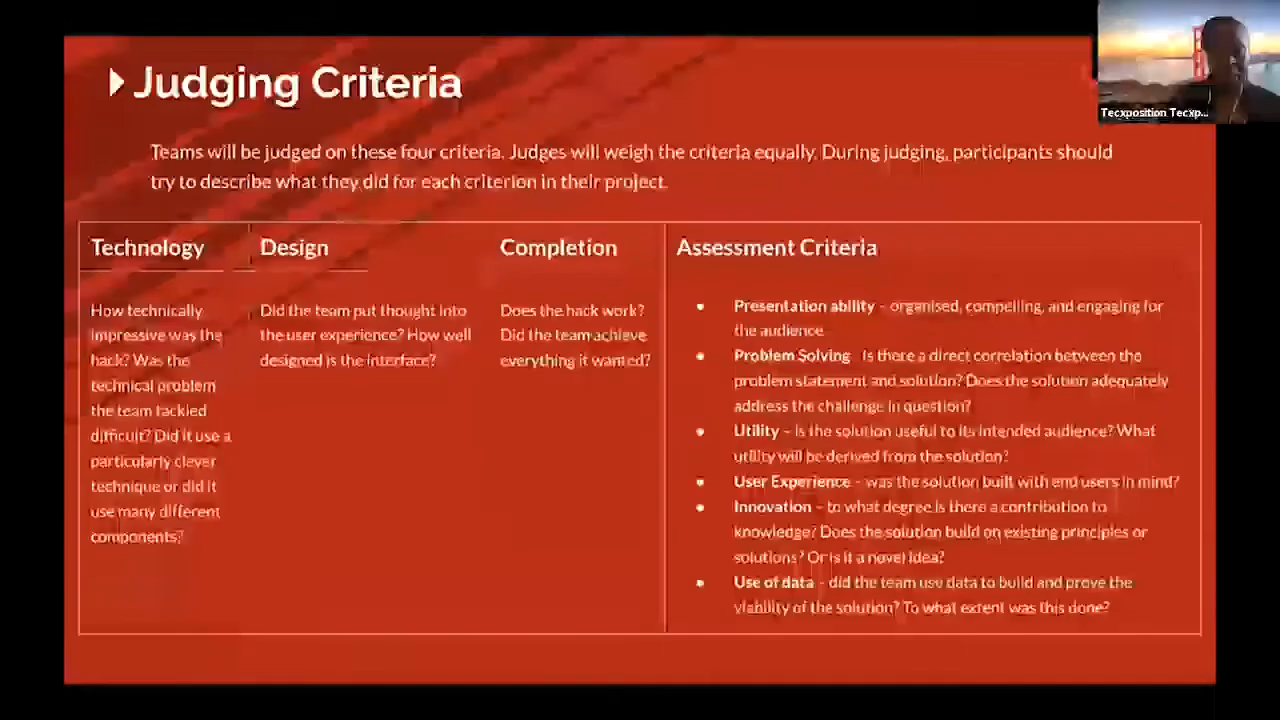 Judging Criteria
Teams will be judged on these four criteria. Judges will weigh the criteria equally. During judging, participants should
try to describe what they did for each criterion in their project.
Technology
How technically
impressive was the
hack? Was the
technical problem
the team tackled
difficult? Did it use a
particularly clever
technique or did it
use many different
components?
Design
Did the team put thought into
the user experience? How well
designed is the interface?
Completion
Does the hack work?
Did the team achieve
everything it wanted?
Assessment Criteria
● Presentation ability - organised, compelling, and engaging for
the audience
● Problem Solving - Is there a direct correlation between the
problem statement and solution? Does the solution adequately
address the challenge in question?
● Utility - Is the solution useful to its intended audience? What
utility will be derived from the solution?
● User Experience - was the solution built with end users in mind?
● Innovation - to what degree is there a contribution to
knowledge? Does the solution build on existing principles or
solutions? Or is it a novel idea?
● Use of data - did the team use data to build and prove the
viability of the solution? To what extent was this done?
Tecxposition Tecxp...